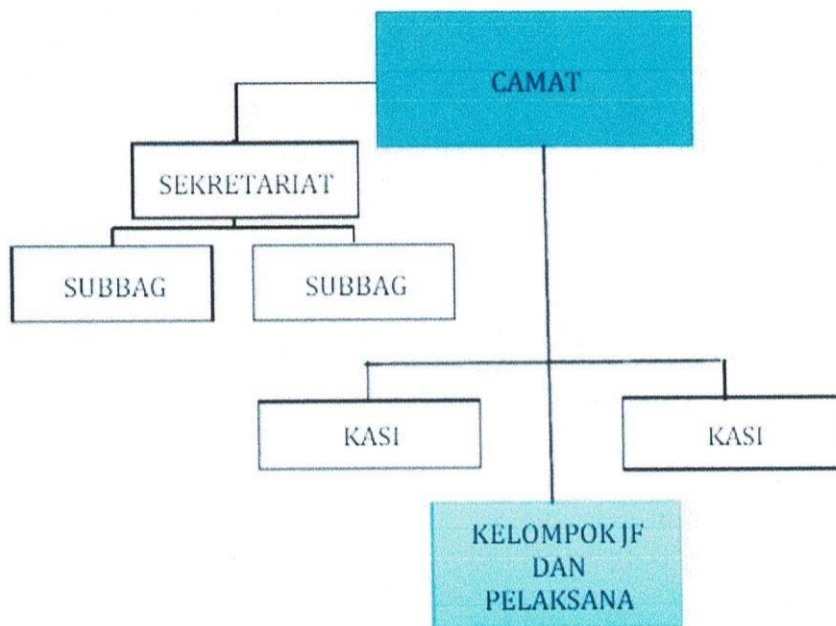 CAMAT
SEKRETARIAT
SUBBAG
SUBBAG
KASI
KASI
KELOMPOK JF
DAN
PELAKSANA